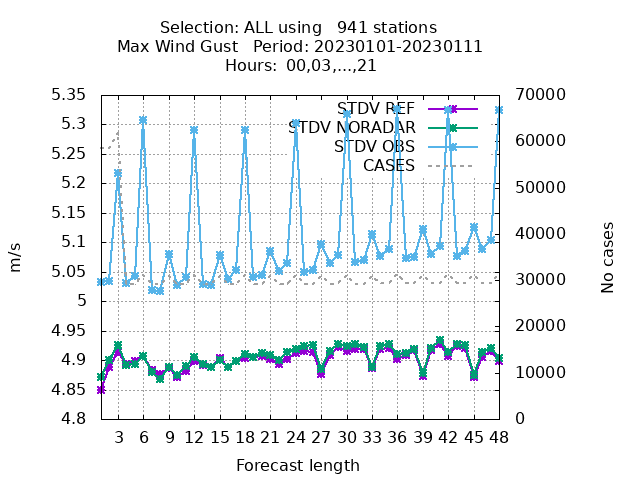 Selection: ALL using   941 stations
Max Wind Gust   Period: 20230101-20230111
Hours: 00,03,...,21
STDV REF
STDV NORADAR
STDV OBS
CASES
5.35
5.3
5.25
5.2
5.15
5.1
5.05
5
4.95
4.9
4.85
4.8
m/s
70000
60000
50000
40000
30000
20000
10000
0
No cases
3 6 9 12 15 18 21 24 27 30 33 36 39 42 45 48
Forecast length